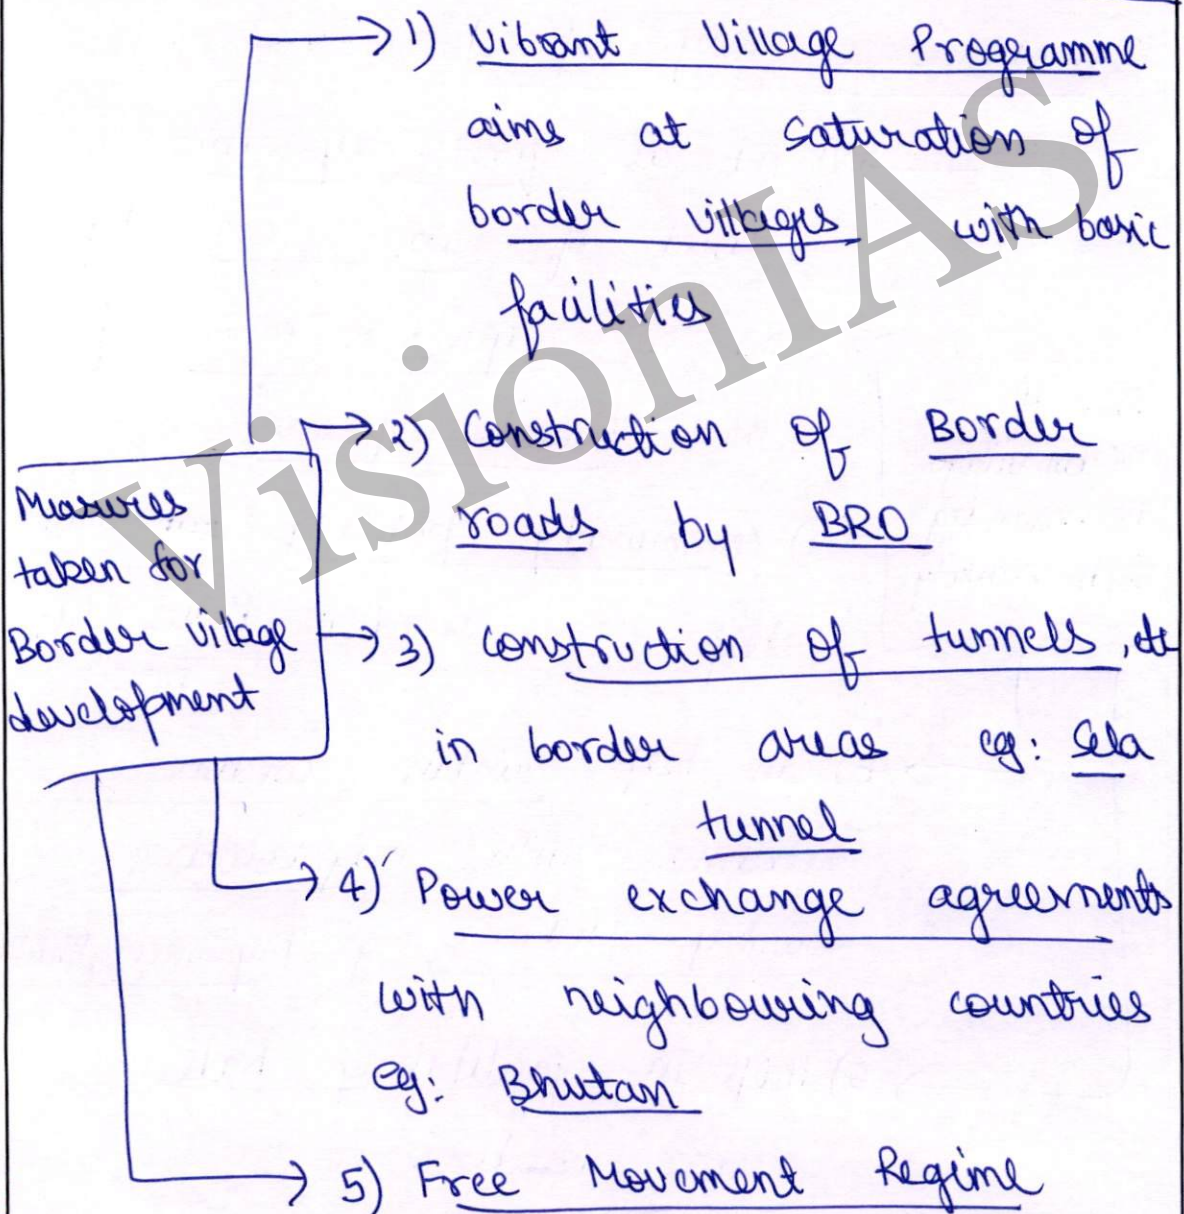 1) Vibrant Village Programme
aims at saturation of
border villages with basic
facilities
2) Construction of Border
roads by BRO
Measures
taken for
Border village
development
3) Construction of tunnels, etc
in border areas eg: Sela
tunnel
4) Power exchange agreements
with neighbouring countries
eg: Bhutan
5) Free Movement Regime
VisionIAS